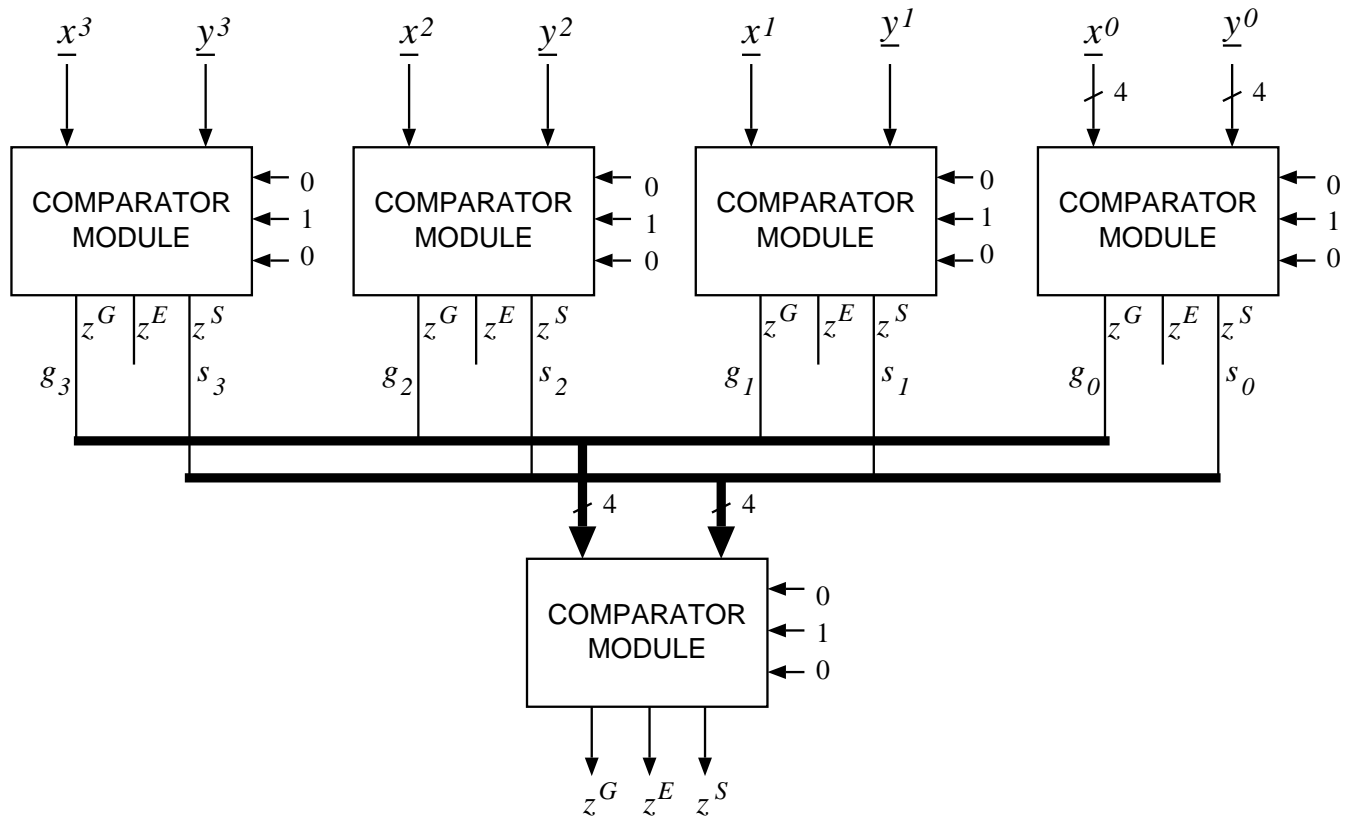 x3 y3 x2 y2 x1 y1 x0 y0
4 4
COMPARATOR MODULE 0 1 0
COMPARATOR MODULE 0 1 0
COMPARATOR MODULE 0 1 0
COMPARATOR MODULE 0 1 0
zG zE zS zG zE zS zG zE zS zG zE zS
g3 s3 g2 s2 g1 s1 g0 s0
4 4
COMPARATOR MODULE 0 1 0
zG zE zS